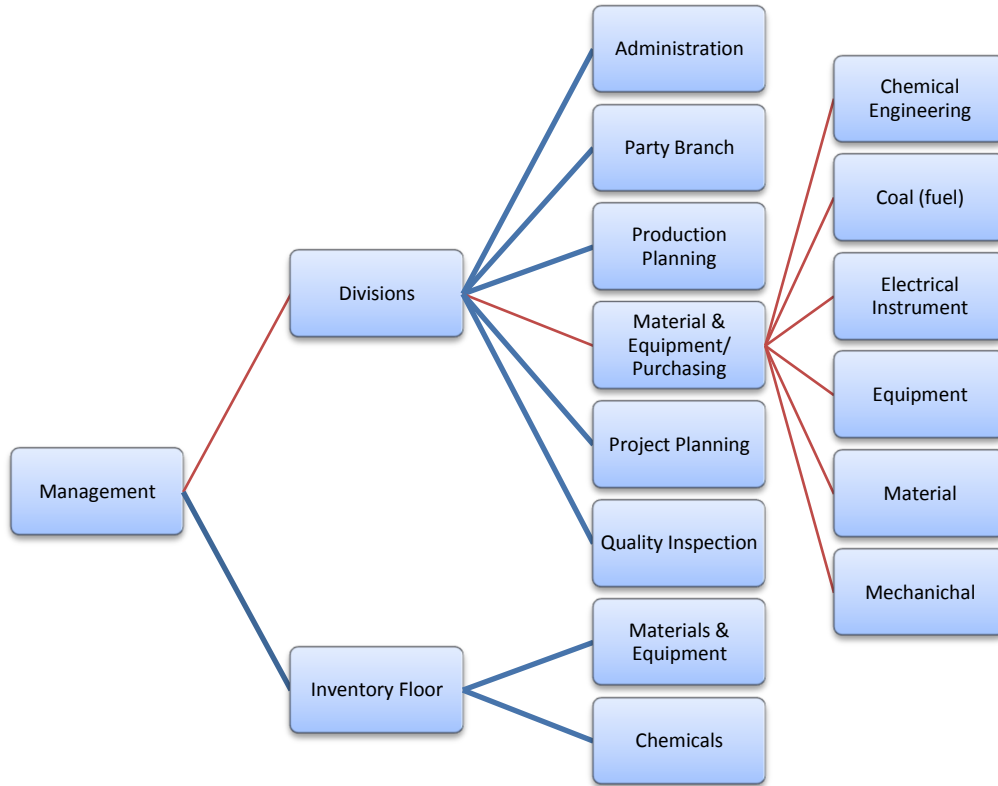 Management
Divisions
Inventory Floor
Administration
Party Branch
Production
Planning
Material &
Equipment/
Purchasing
Project Planning
Quality Inspection
Materials &
Equipment
Chemicals
Chemical
Engineering
Coal (fuel)
Electrical
Instrument
Equipment
Material
Mechanichal